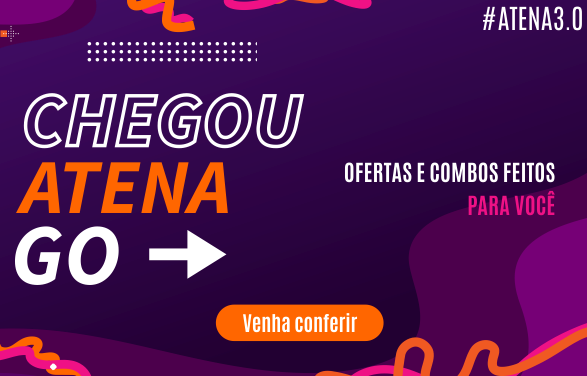 #ATENA3.0
CHEGOU
ATENA
GO
OFERTAS E COMBOS FEITOS
PARA VOCÊ
Venha conferir